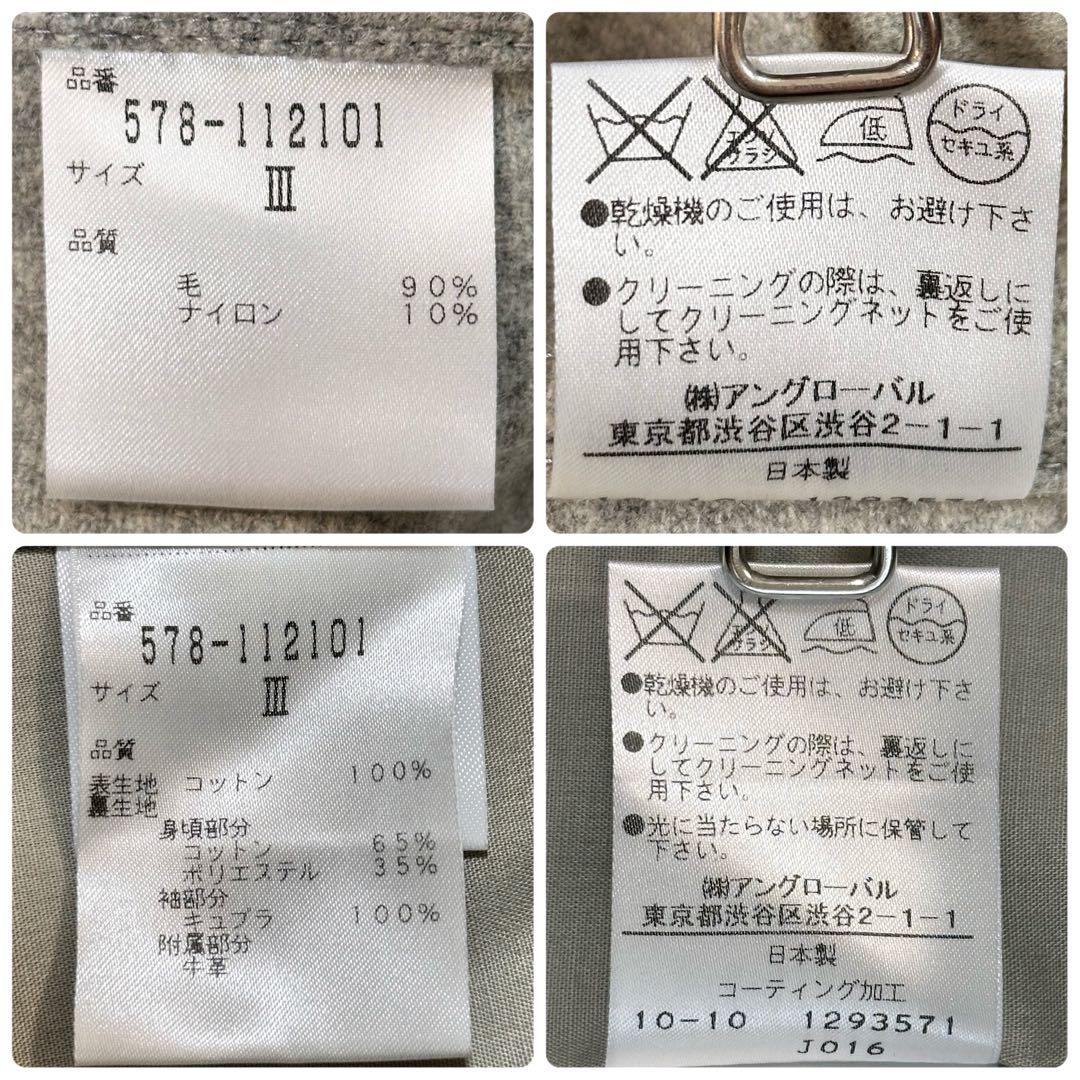 品番
578-112101
サイズ
III
品質
毛 90%
ナイロン 10%
エンソ
サラシ
低
ドライ
セキユ系
●乾燥機のご使用は、お避け下さ
い。
●クリーニングの際は、裏返しに
してクリーニングネットをご使
用下さい。
㈱アングローバル
東京都渋谷区渋谷2-1-1
日本製
1293571
品番
578-112101
サイズ
III
品質
表生地 コットン 100%
裏生地
身頃部分
コットン 65%
ポリエステル 35%
袖部分
キュプラ 100%
附属部分
牛革
エンソ
サラシ
低
ドライ
セキユ系
●乾燥機のご使用は、お避け下さ
い。
●クリーニングの際は、裏返しに
してクリーニングネットをご使
用下さい。
●光に当たらない場所に保管して
下さい。
㈱アングローバル
東京都渋谷区渋谷2-1-1
日本製
コーティング加工
10-10 1293571
J016